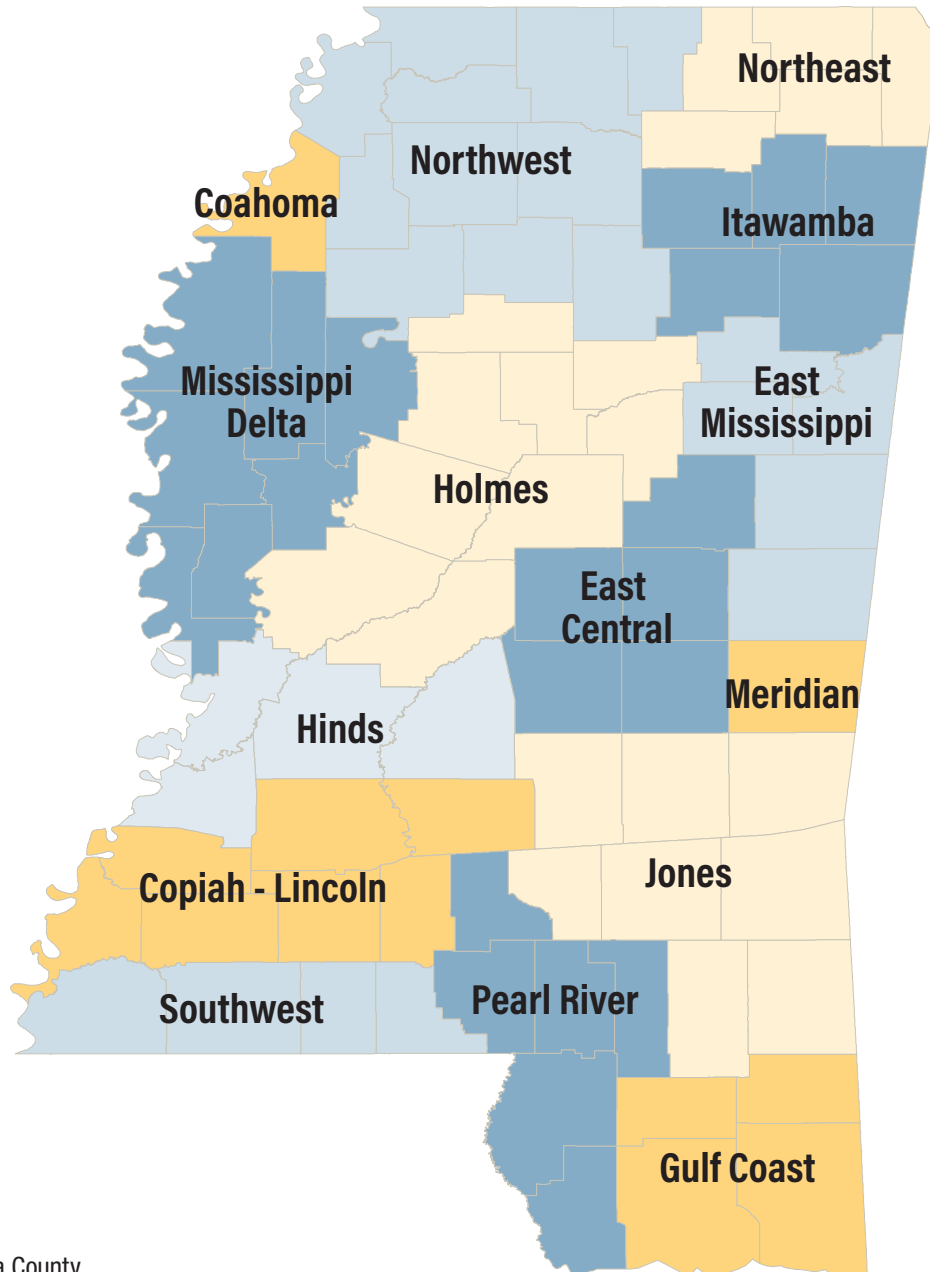 Northeast
Northwest
Coahoma
Itawamba
Mississippi
Delta
East
Mississippi
Holmes
East
Central
Meridian
Hinds
Jones
Copiah - Lincoln
Pearl River
Southwest
Gulf Coast
County